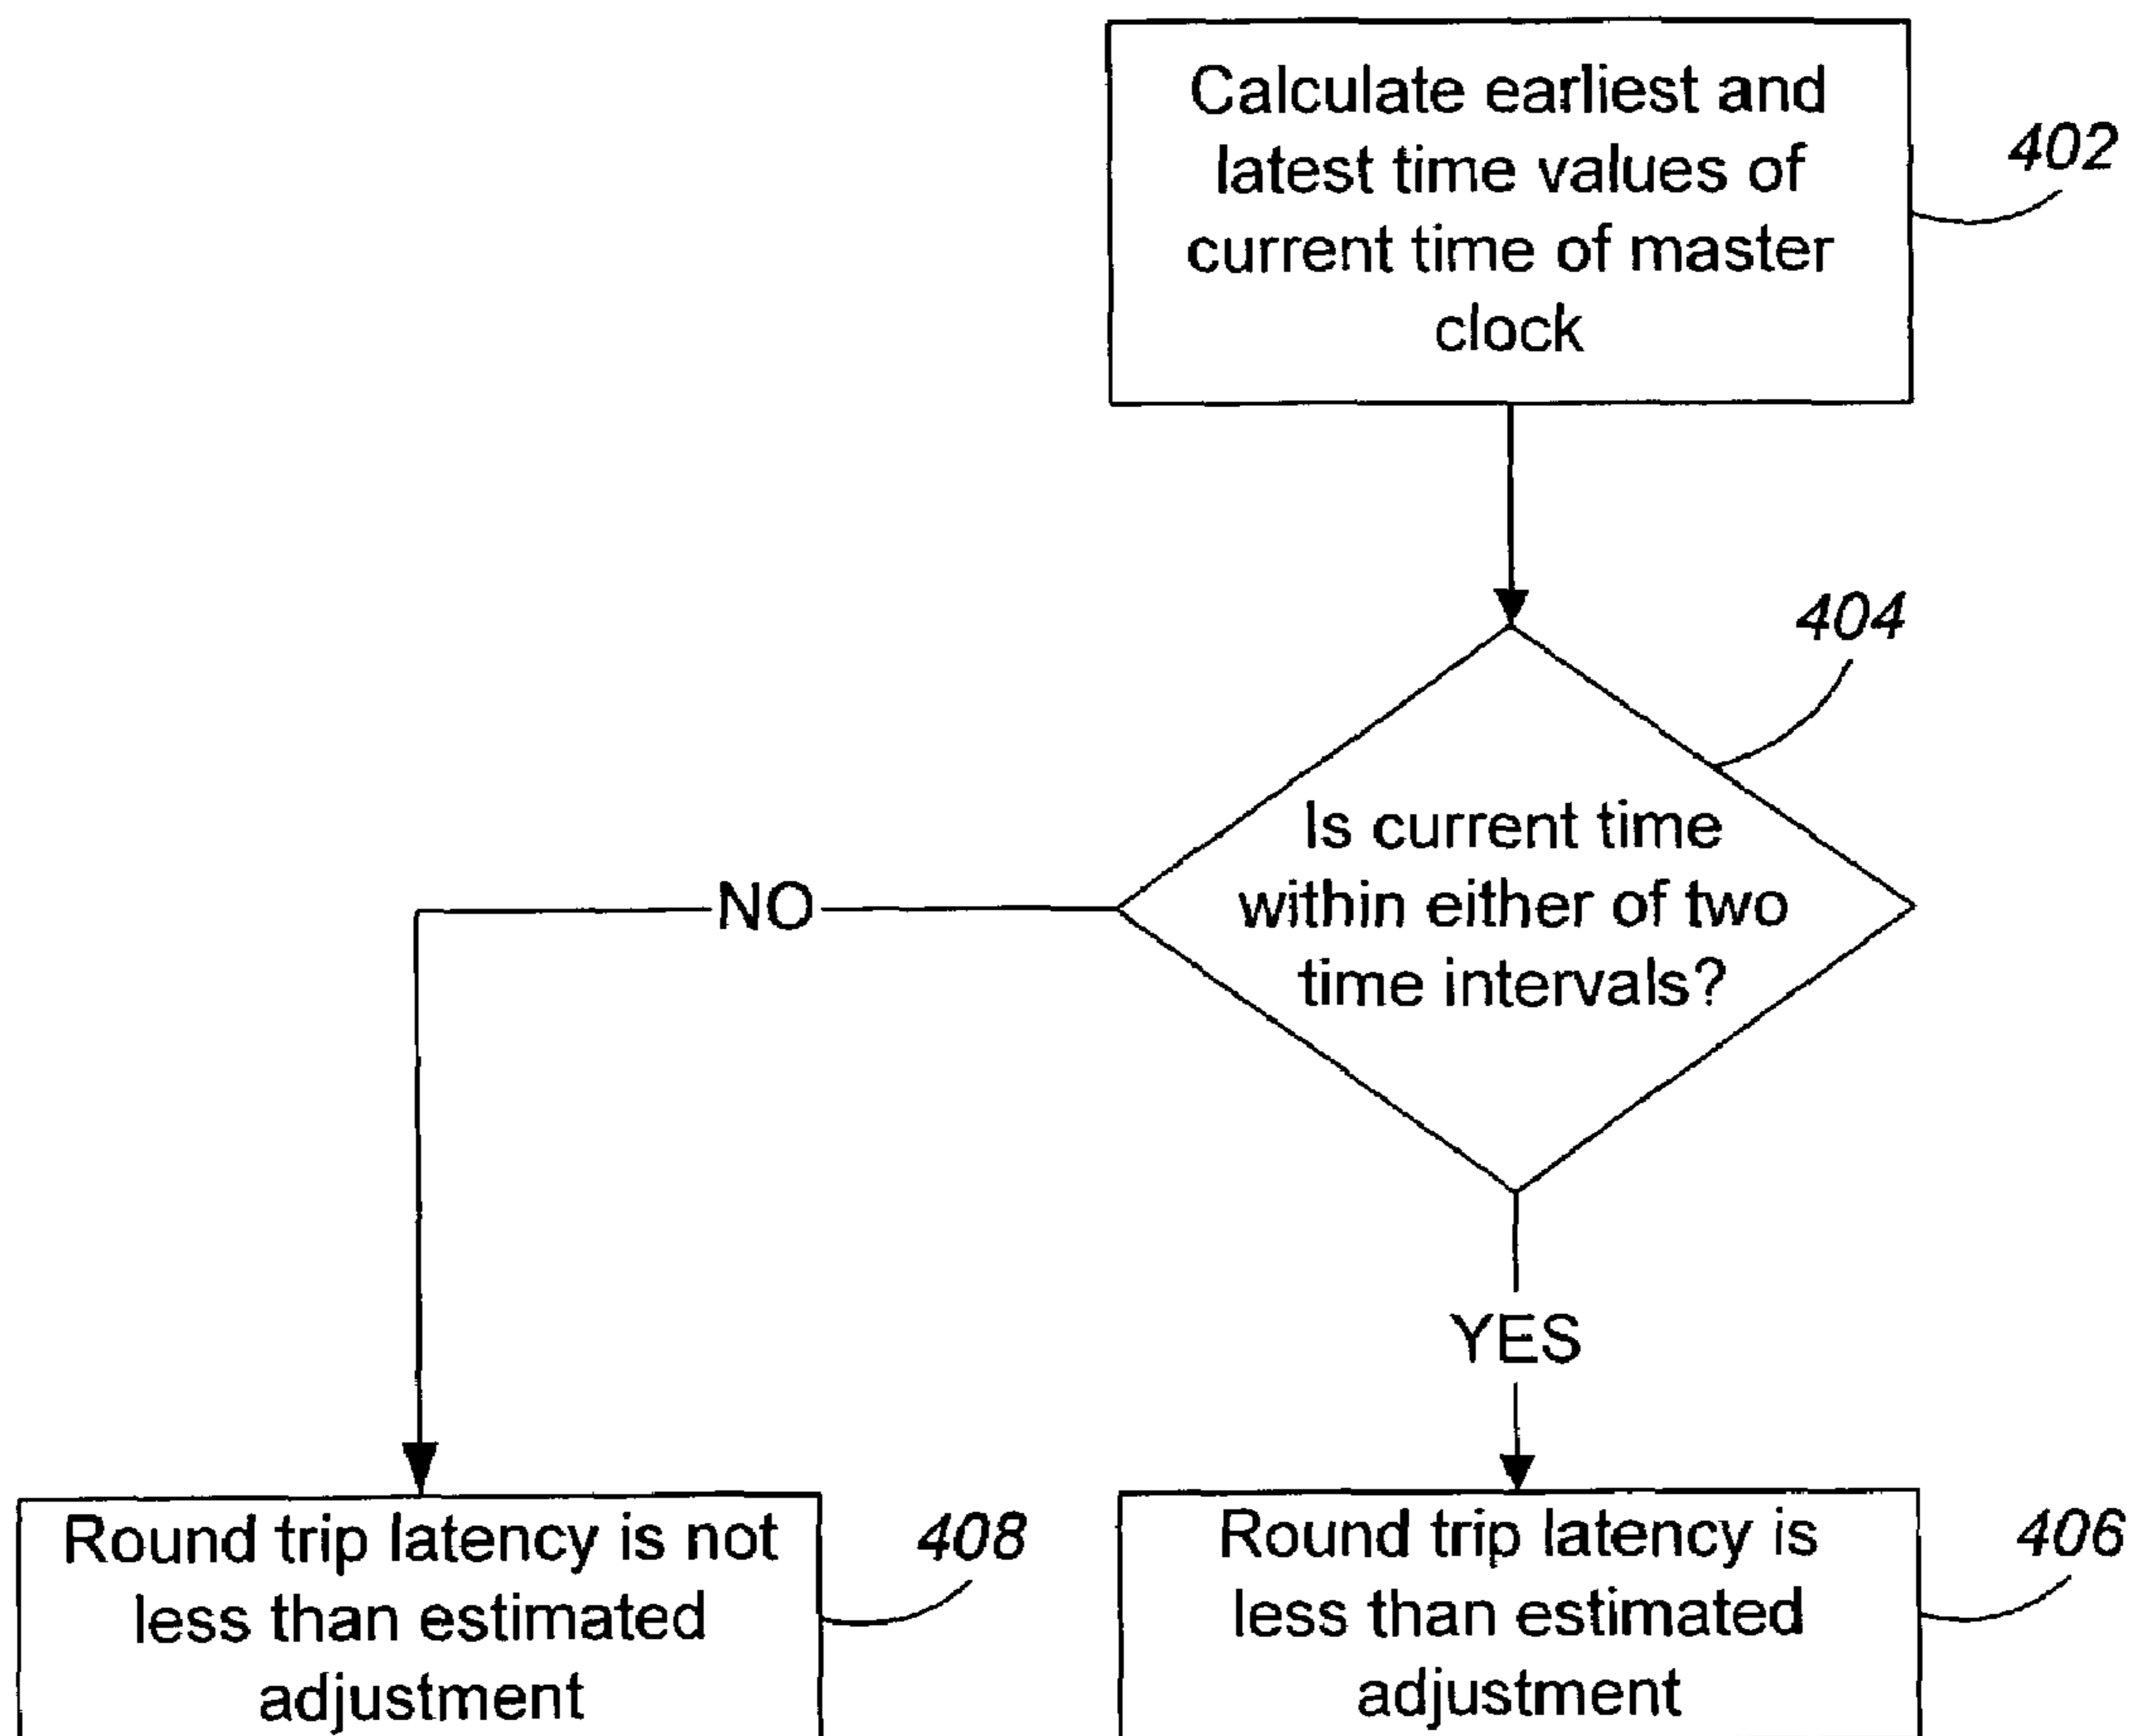 Calculate earliest and
latest time values of
current time of master
clock
402
404
Is current time
within either of two
time intervals?
NO
YES
Round trip latency is not
less than estimated
adjustment
408
Round trip latency is
less than estimated
adjustment
406